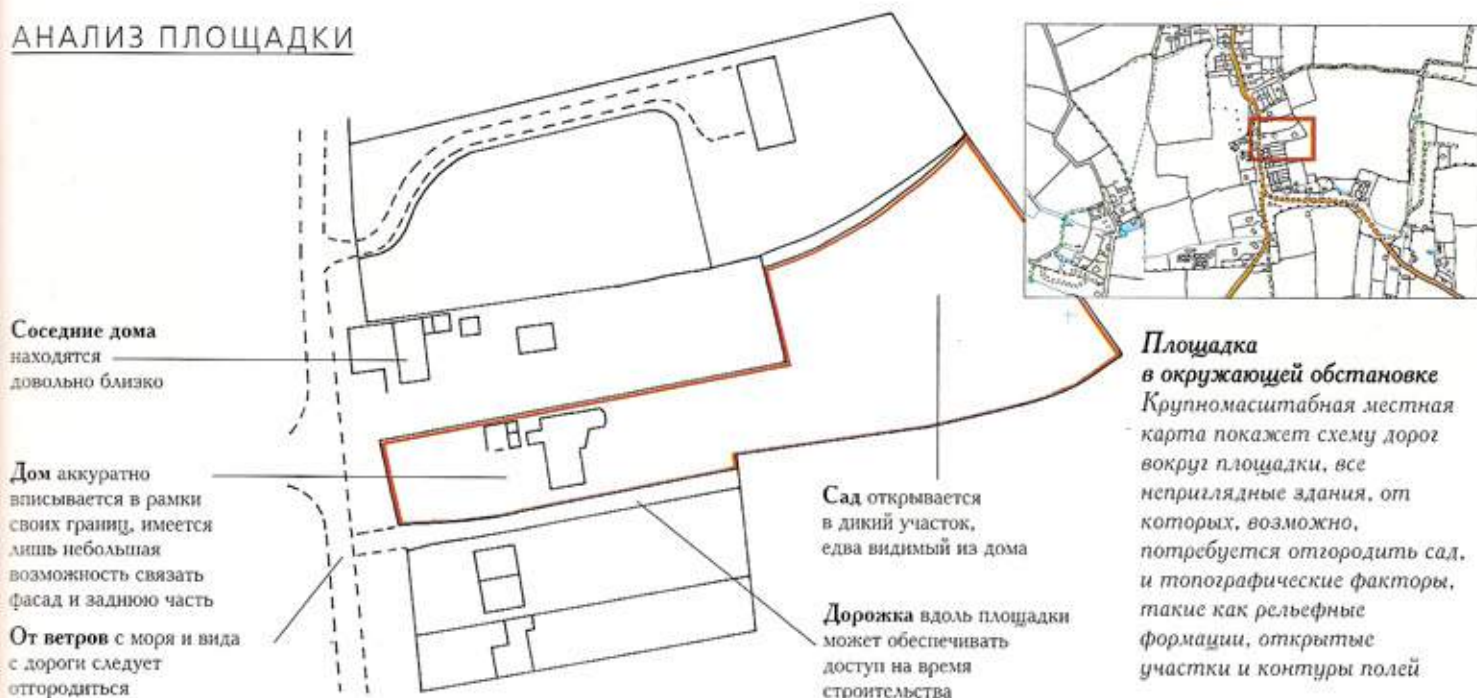 АНАЛИЗ ПЛОЩАДКИ
Соседние дома
находятся
довольно близко
Дом аккуратно
вписывается в рамки
своих границ, имеется
лишь небольшая
возможность связать
фасад и заднюю часть
От ветров с моря и вида
с дороги следует
отгородиться
Сад открывается
в дикий участок,
едва видимый из дома
Дорожка вдоль площадки
может обеспечивать
доступ на время
строительства
Площадка
в окружающей обстановке
Крупномасштабная местная
карта покажет схему дорог
вокруг площадки, все
неприглядные здания, от
которых, возможно,
потребуется отгородить сад,
и топографические факторы,
такие как рельефные
формации, открытые
участки и контуры полей